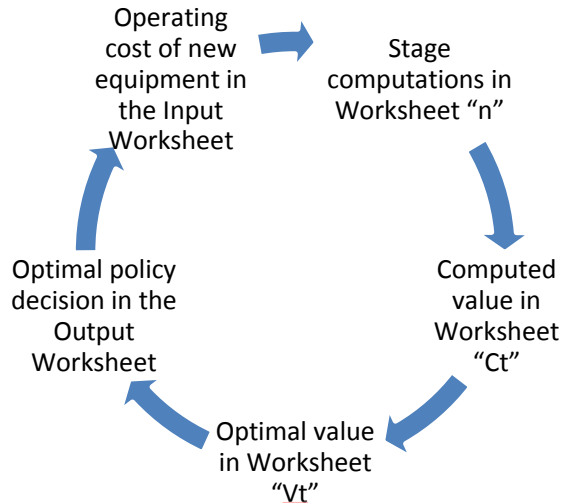 Operating
cost of new
equipment in
the Input
Worksheet
Stage
computations in
Worksheet “n”
Computed
value in
Worksheet
“Ct”
Optimal value
in Worksheet
“Vt”
Optimal policy
decision in the
Output
Worksheet